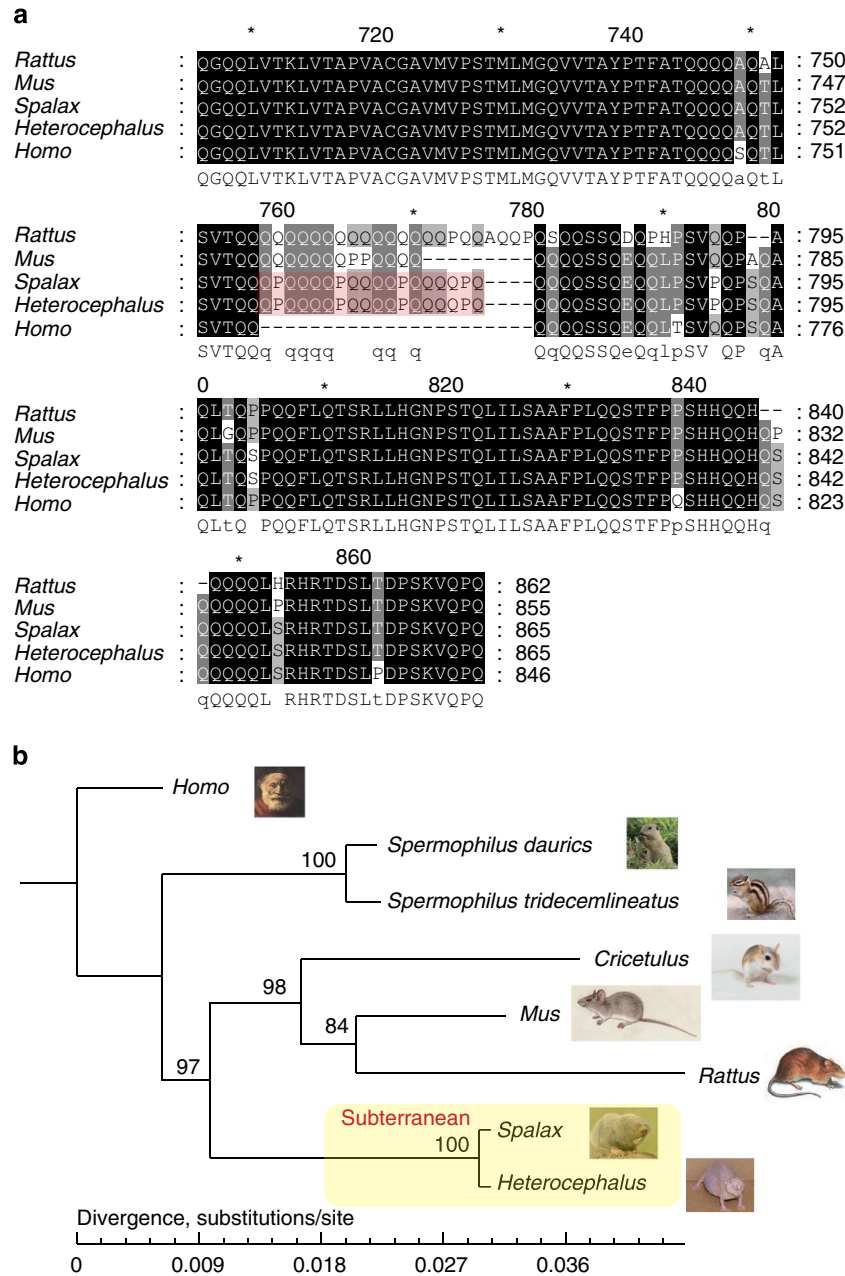 a
* 720 * 740 *
Rattus : QGQQLVTKLVTAPVACGAVMVPSTMLMGQVVTAYPTFATQQQQAQAL : 750
Mus : QGQQLVTKLVTAPVACGAVMVPSTMLMGQVVTAYPTFATQQQQAQTL : 747
Spalax : QGQQLVTKLVTAPVACGAVMVPSTMLMGQVVTAYPTFATQQQQAQTL : 752
Heterocephalus : QGQQLVTKLVTAPVACGAVMVPSTMLMGQVVTAYPTFATQQQQAQTL : 752
Homo : QGQQLVTKLVTAPVACGAVMVPSTMLMGQVVTAYPTFATQQQQSQTL : 751
QGQQLVTKLVTAPVACGAVMVPSTMLMGQVVTAYPTFATQQQQaQtL
760 * 780 * 80
Rattus : SVTQQQQQQQQQQQQQQQQQPQQAQQPQSQQSSQDQPHPSVQQP--A : 795
Mus : SVTQQQQQQQQQPPQQQQ---------QQQQSSQEQQLPSVQQPAQA : 785
Spalax : SVTQQQPQQQQPQQQQPQQQQPQ----QQQQSSQEQQLPSVPQPSQA : 795
Heterocephalus : SVTQQQPQQQQPQQQQPQQQQPQ----QQQQSSQEQQLPSVPQPSQA : 795
Homo : SVTQQ----------------------QQQQSSQEQQLTSVQQPSQA : 776
SVTQQq qqqq   qq q         QqQQSSQeQqlpSV QP qA
0 * 820 * 840
Rattus : QLTQPPQQFLQTSRLLHGNPSTQLILSAAFPLQQSTFPPSHHQQH-- : 840
Mus : QLGQPPQQFLQTSRLLHGNPSTQLILSAAFPLQQSTFPPSHHQQHQP : 832
Spalax : QLTQSPQQFLQTSRLLHGNPSTQLILSAAFPLQQSTFPPSHHQQHQS : 842
Heterocephalus : QLTQSPQQFLQTSRLLHGNPSTQLILSAAFPLQQSTFPPSHHQQHQS : 842
Homo : QLTQPPQQFLQTSRLLHGNPSTQLILSAAFPLQQSTFPQSHHQQHQS : 823
QLtQ PQQFLQTSRLLHGNPSTQLILSAAFPLQQSTFPpSHHQQHq
* 860
Rattus : -QQQQLHRHRTDSLTDPSKVQPQ : 862
Mus : QQQQQLPRHRTDSLTDPSKVQPQ : 855
Spalax : QQQQQLSRHRTDSLTDPSKVQPQ : 865
Heterocephalus : QQQQQLSRHRTDSLTDPSKVQPQ : 865
Homo : QQQQQLSRHRTDSLPDPSKVQPQ : 846
qQQQQL RHRTDSLtDPSKVQPQ
b
Homo
100 Spermophilus daurics
Spermophilus tridecemlineatus
Cricetulus
98
Mus
84
97
Rattus
Subterranean
100 Spalax
Heterocephalus
Divergence, substitutions/site
0 0.009 0.018 0.027 0.036